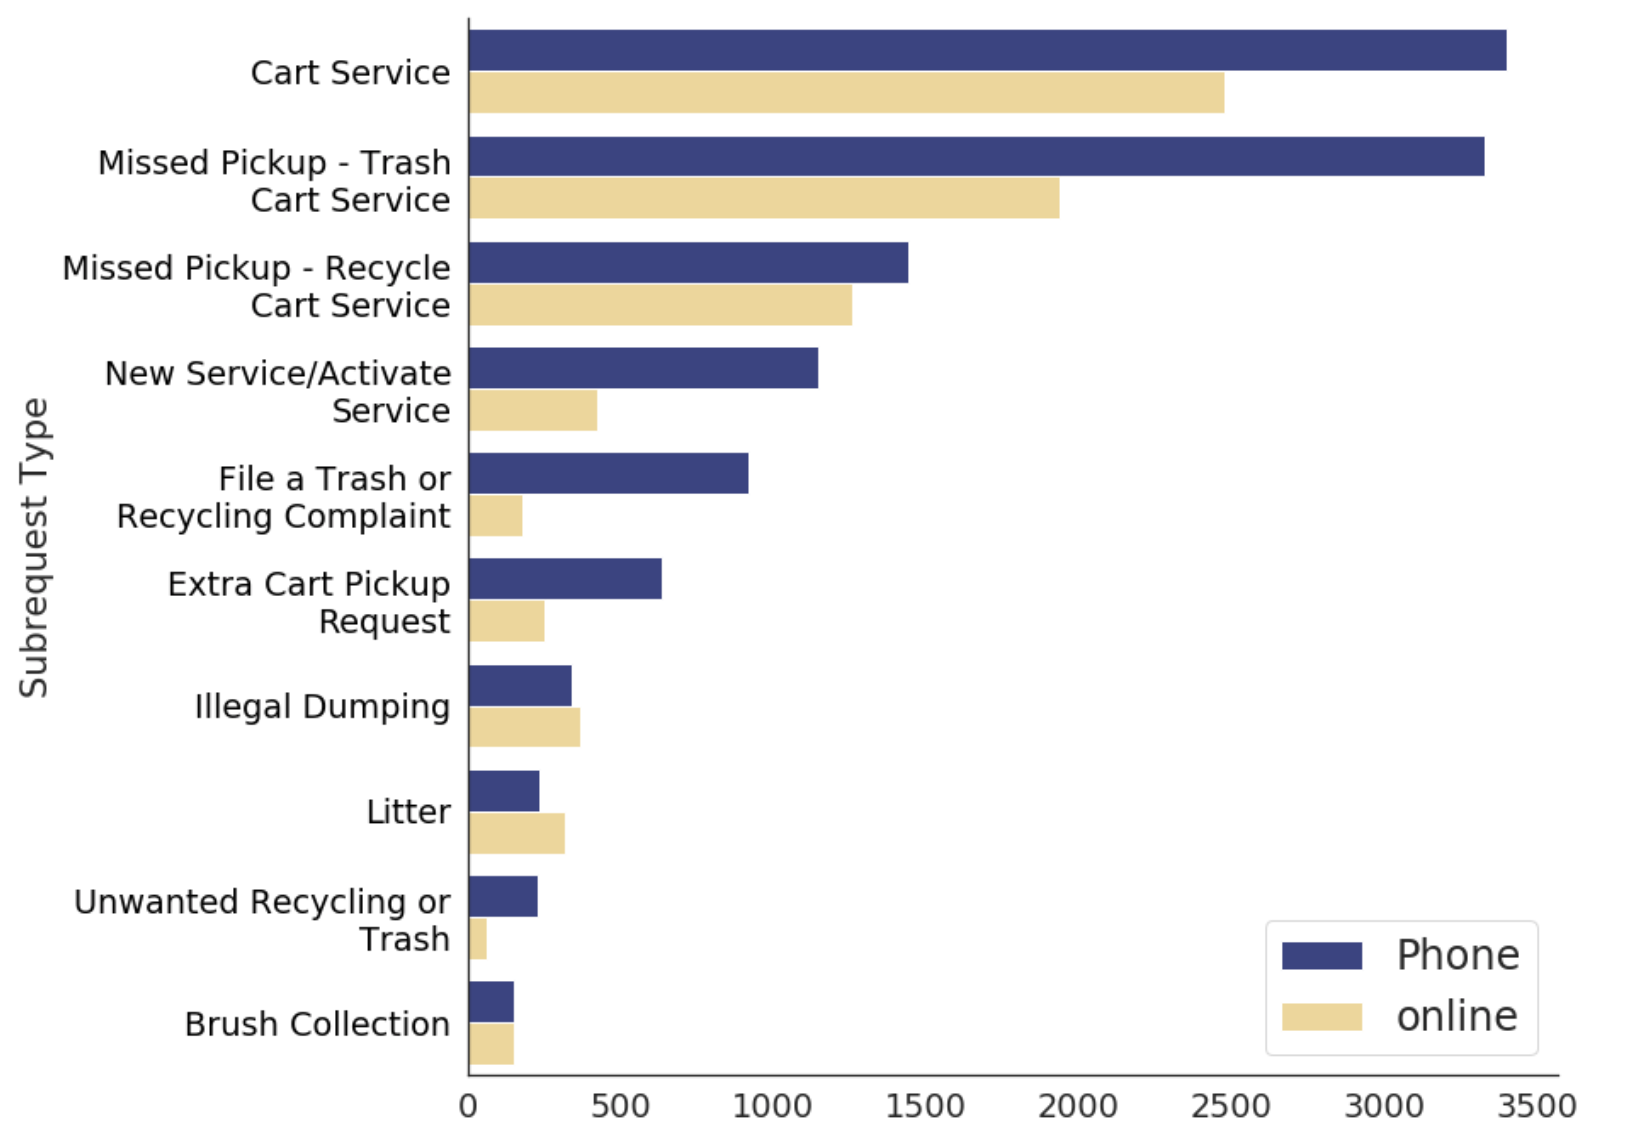 Cart Service
Missed Pickup - Trash
Cart Service
Missed Pickup - Recycle
Cart Service
New Service/Activate
Service
File a Trash or
Recycling Complaint
Extra Cart Pickup
Request
Illegal Dumping
Litter
Unwanted Recycling or
Trash
Brush Collection
Subrequest Type
Phone
online
0 500 1000 1500 2000 2500 3000 3500